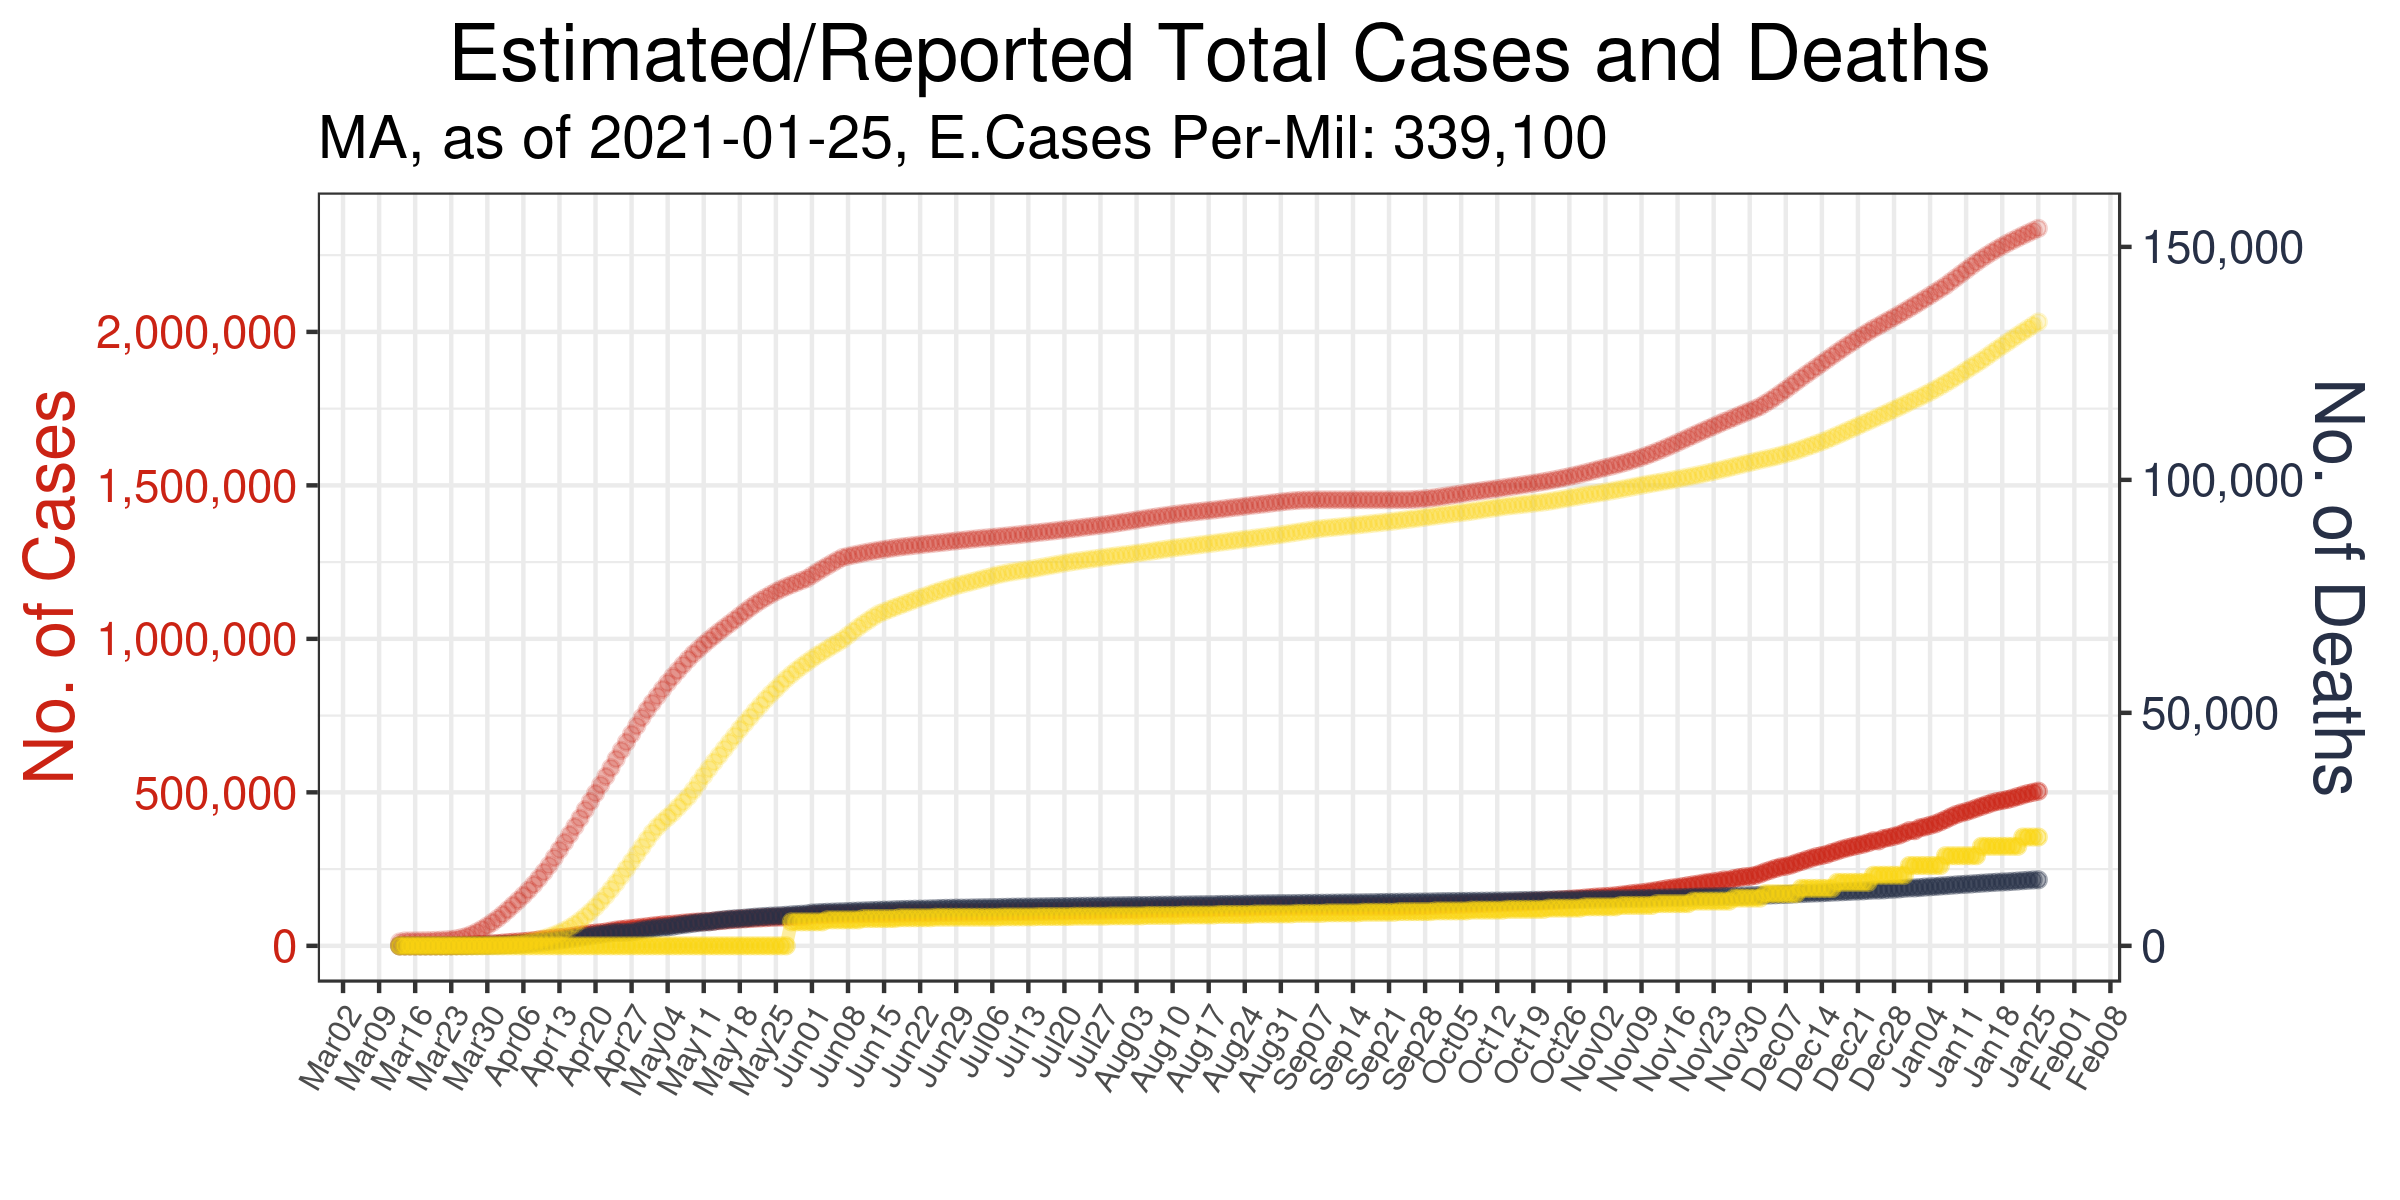 Estimated/Reported Total Cases and Deaths
MA, as of 2021-01-25, E.Cases Per-Mil: 339,100
No. of Cases
2,000,000
1,500,000
1,000,000
500,000
0
150,000
100,000
50,000
0
No. of Deaths
Mar02 Mar09 Mar16 Mar23 Mar30 Apr06 Apr13 Apr20 Apr27 May04 May11 May18 May25 Jun01 Jun08 Jun15 Jun22 Jun29 Jul06 Jul13 Jul20 Jul27 Aug03 Aug10 Aug17 Aug24 Aug31 Sep07 Sep14 Sep21 Sep28 Oct05 Oct12 Oct19 Oct26 Nov02 Nov09 Nov16 Nov23 Nov30 Dec07 Dec14 Dec21 Dec28 Jan04 Jan11 Jan18 Jan25 Feb01 Feb08